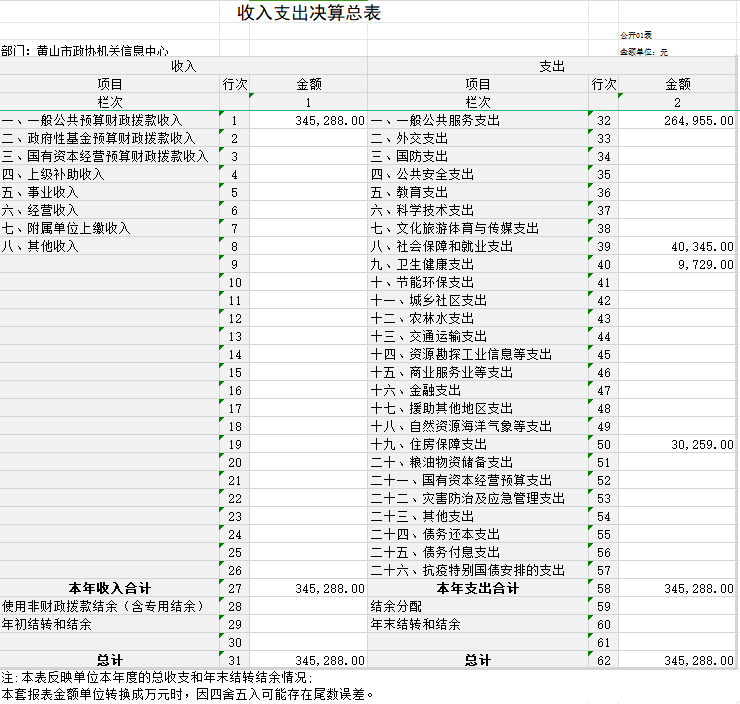 收入支出决算总表
公开01表
部门：黄山市政协机关信息中心 金额单位：元
收入 支出
项目 行次 金额 项目 行次 金额
栏次 1 栏次 2
一、一般公共预算财政拨款收入 1 345,288.00 一、一般公共服务支出 32 264,955.00
二、政府性基金预算财政拨款收入 2 二、外交支出 33
三、国有资本经营预算财政拨款收入 3 三、国防支出 34
四、上级补助收入 4 四、公共安全支出 35
五、事业收入 5 五、教育支出 36
六、经营收入 6 六、科学技术支出 37
七、附属单位上缴收入 7 七、文化旅游体育与传媒支出 38
八、其他收入 8 八、社会保障和就业支出 39 40,345.00
9 九、卫生健康支出 40 9,729.00
10 十、节能环保支出 41
11 十一、城乡社区支出 42
12 十二、农林水支出 43
13 十三、交通运输支出 44
14 十四、资源勘探工业信息等支出 45
15 十五、商业服务业等支出 46
16 十六、金融支出 47
17 十七、援助其他地区支出 48
18 十八、自然资源海洋气象等支出 49
19 十九、住房保障支出 50 30,259.00
20 二十、粮油物资储备支出 51
21 二十一、国有资本经营预算支出 52
22 二十二、灾害防治及应急管理支出 53
23 二十三、其他支出 54
24 二十四、债务还本支出 55
25 二十五、债务付息支出 56
26 二十六、抗疫特别国债安排的支出 57
本年收入合计 27 345,288.00 本年支出合计 58 345,288.00
使用非财政拨款结余（含专用结余） 28 结余分配 59
年初结转和结余 29 年末结转和结余 60
30 61
总计 31 345,288.00 总计 62 345,288.00
注：本表反映单位本年度的总收支和年末结转结余情况；
本套报表金额单位转换成万元时，因四舍五入可能存在尾数误差。